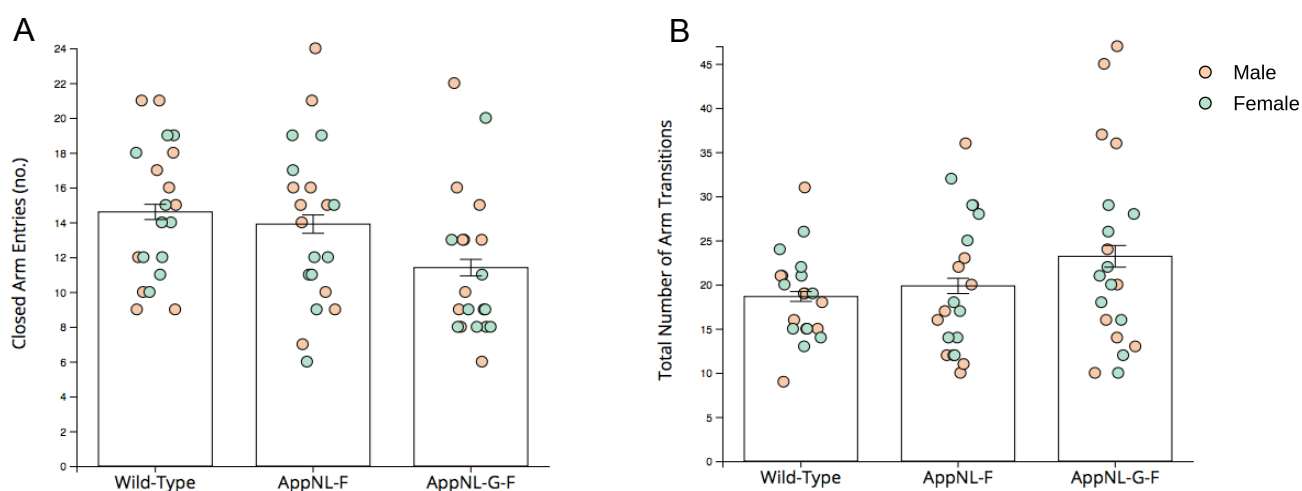 A
Closed Arm Entries (no.)
24
22
20
18
16
14
12
10
8
6
4
2
0
Wild-Type
AppNL-F
AppNL-G-F
B
Total Number of Arm Transitions
45
40
35
30
25
20
15
10
5
0
Wild-Type
AppNL-F
AppNL-G-F
Male
Female